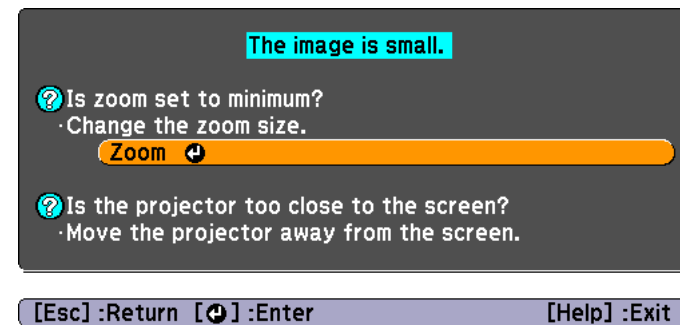 The image is small.
Is zoom set to minimum?
·Change the zoom size.
Zoom
Is the projector too close to the screen?
·Move the projector away from the screen.
[Esc] :Return [↵] :Enter [Help] :Exit